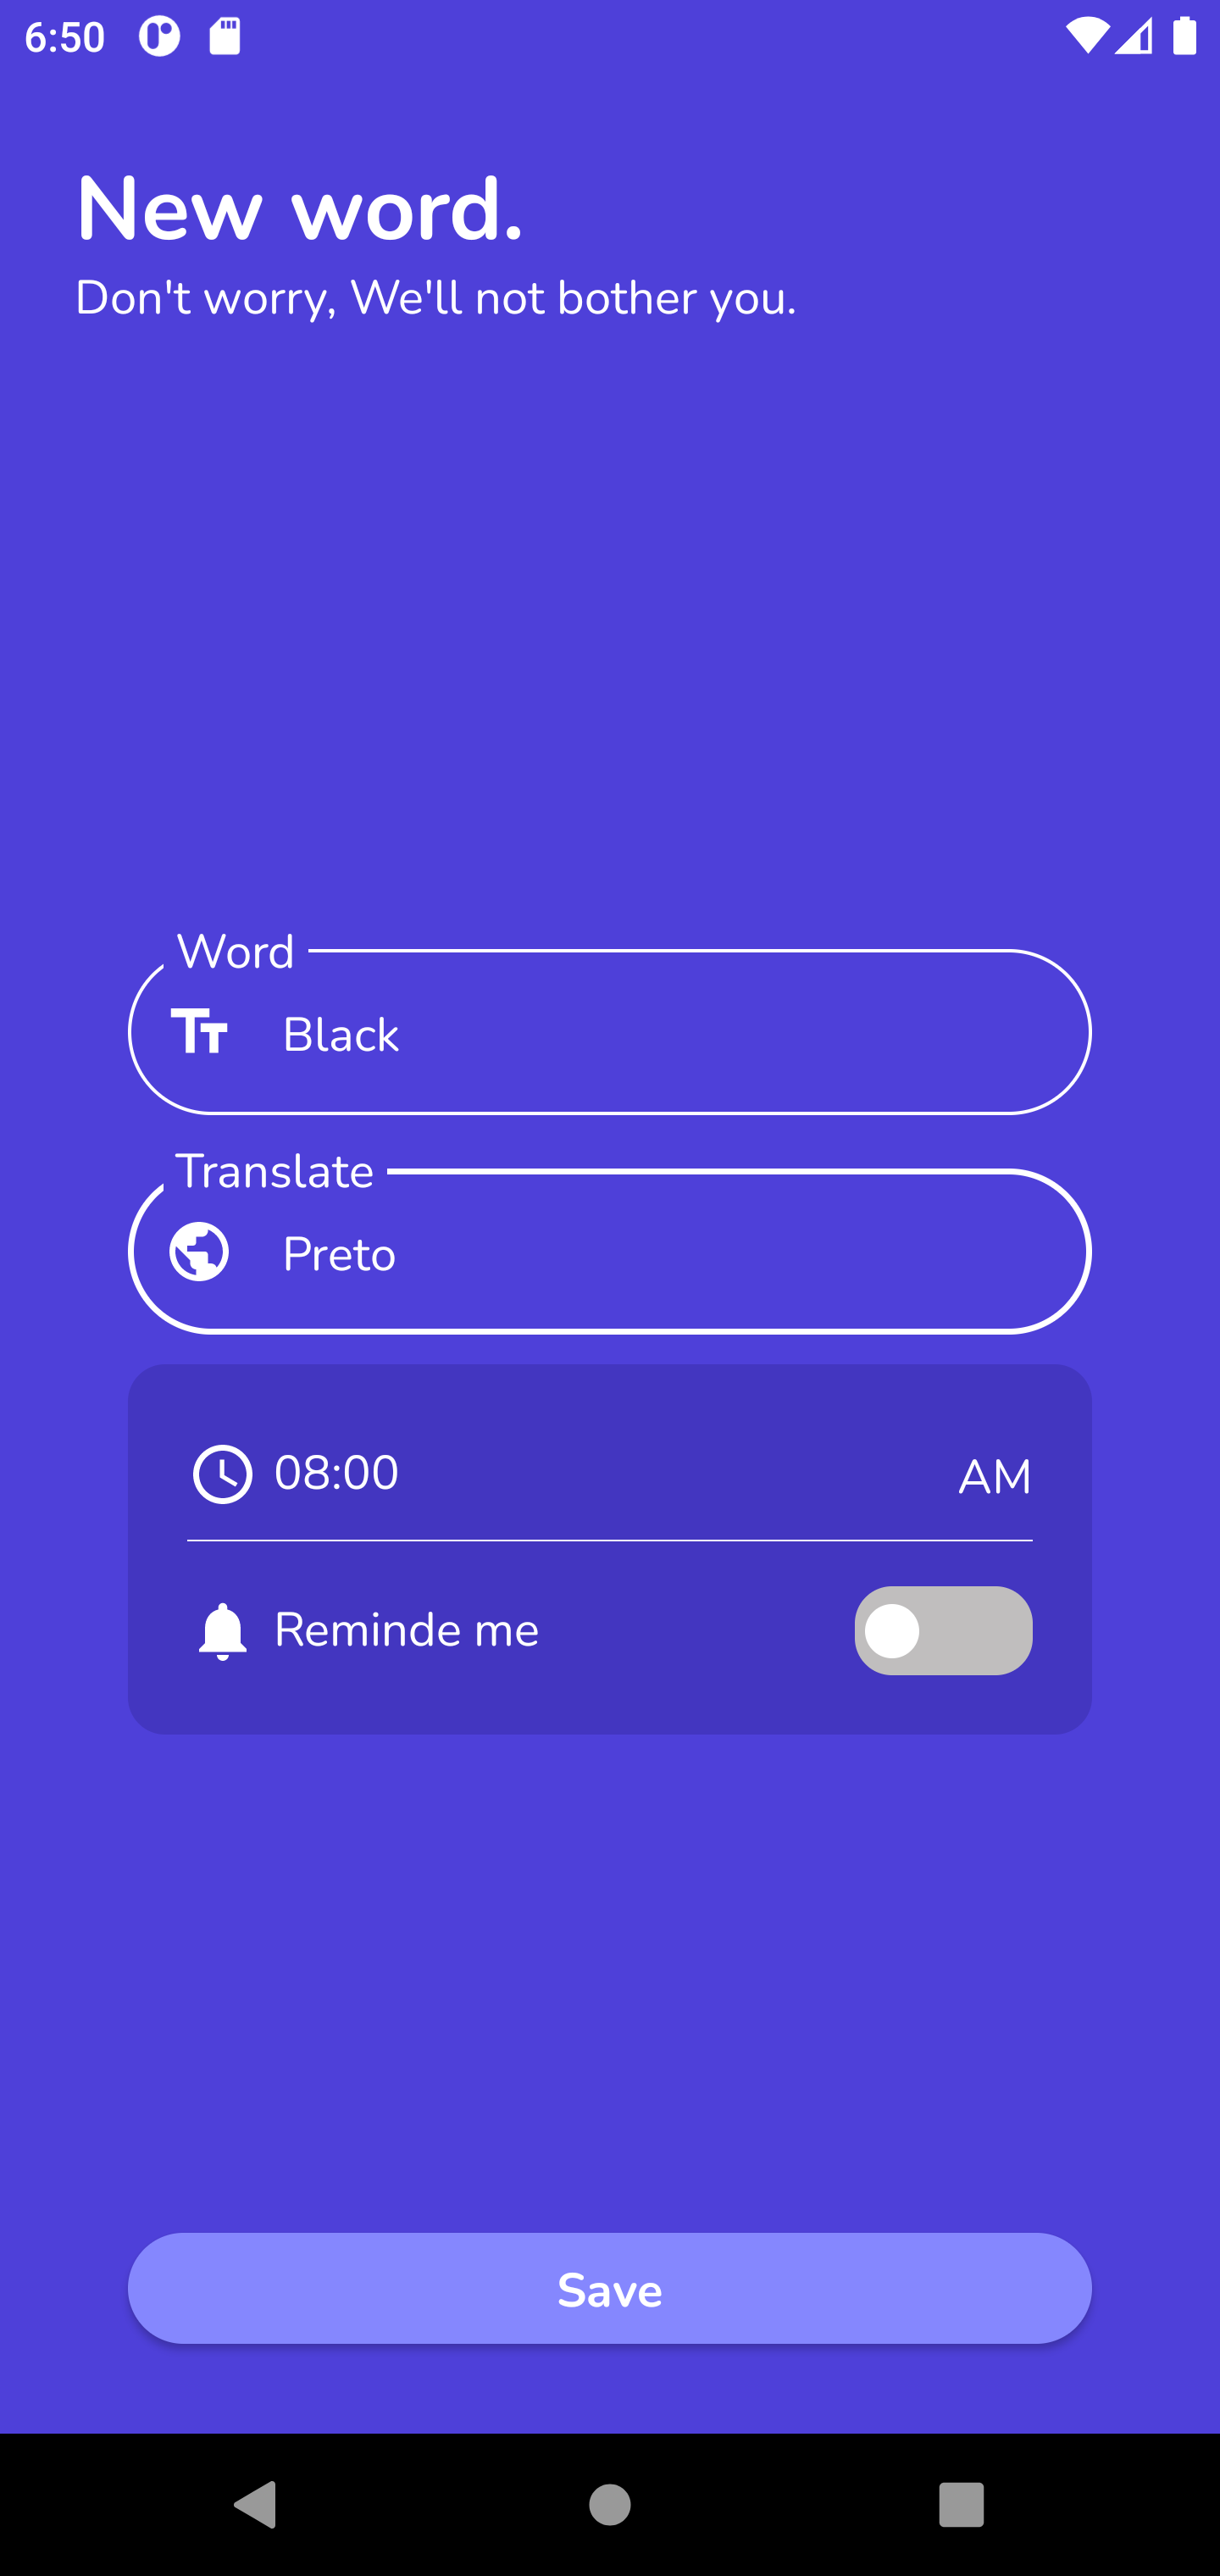 6:50
New word.
Don't worry, We'll not bother you.
Word
Black
Translate
Preto
08:00 AM
Reminde me
Save